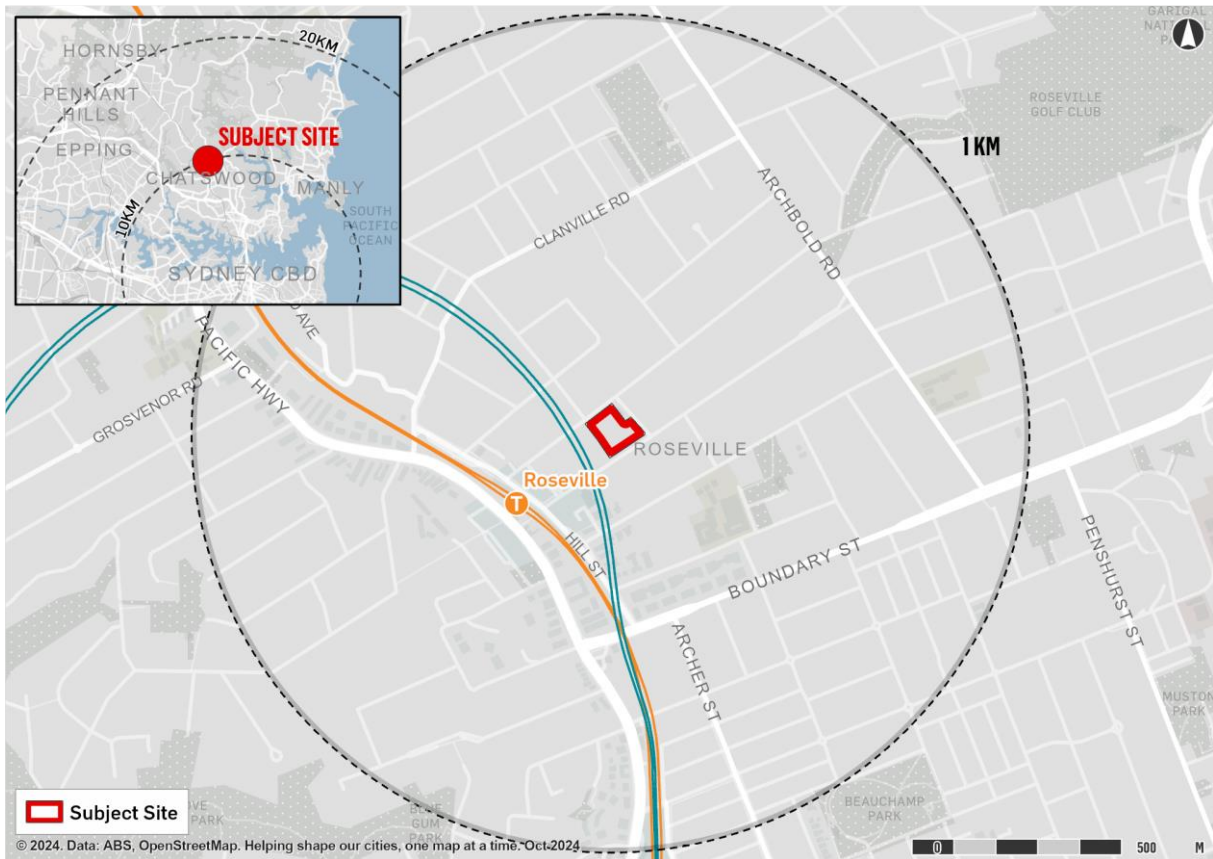 HORNSBY
20KM
PENNANT
HILLS
EPPING
SUBJECT SITE
CHATSWOOD
MANLY
10KM
SOUTH
PACIFIC
OCEAN
SYDNEY CBD
GARIGAL
ROSEVILLE
GOLF CLUB
1 KM
ARCHBOLD RD
CLANVILLE RD
AVE
PACIFIC HWY
GROSVENOR RD
ROSEVILLE
Roseville
T
HILL ST
BOUNDARY ST
PENSHURST ST
ARCHER ST
MUSTON
PARK
BEAUCHAMP
PARK
PARK
GUM
PARK
Subject Site
© 2024. Data: ABS, OpenStreetMap. Helping shape our cities, one map at a time. Oct 2024
0 500 M